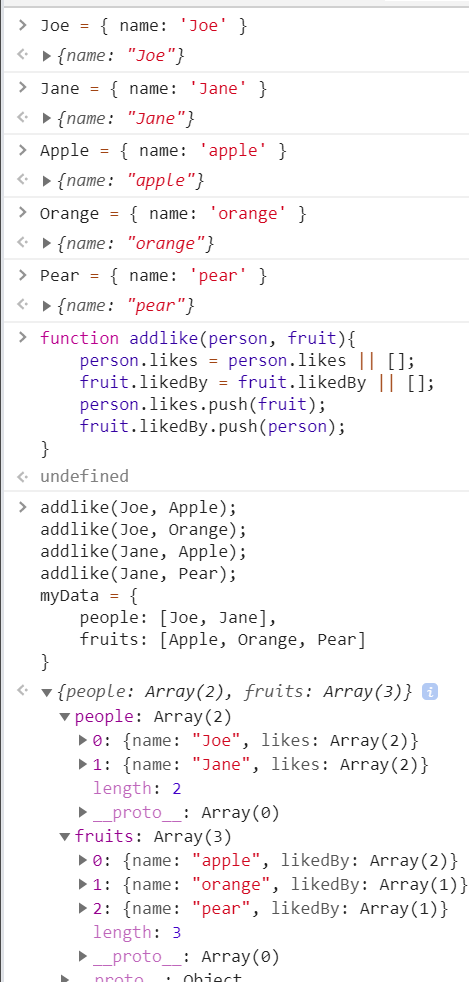 Joe = { name: 'Joe' }
{name: "Joe"}
Jane = { name: 'Jane' }
{name: "Jane"}
Apple = { name: 'apple' }
{name: "apple"}
Orange = { name: 'orange' }
{name: "orange"}
Pear = { name: 'pear' }
{name: "pear"}
function addlike(person, fruit){
    person.likes = person.likes || [];
    fruit.likedBy = fruit.likedBy || [];
    person.likes.push(fruit);
    fruit.likedBy.push(person);
}
undefined
addlike(Joe, Apple);
addlike(Joe, Orange);
addlike(Jane, Apple);
addlike(Jane, Pear);
myData = {
    people: [Joe, Jane],
    fruits: [Apple, Orange, Pear]
}
{people: Array(2), fruits: Array(3)} i
people: Array(2)
0: {name: "Joe", likes: Array(2)}
1: {name: "Jane", likes: Array(2)}
length: 2
__proto__: Array(0)
fruits: Array(3)
0: {name: "apple", likedBy: Array(2)}
1: {name: "orange", likedBy: Array(1)}
2: {name: "pear", likedBy: Array(1)}
length: 3
__proto__: Array(0)
__proto__: Object